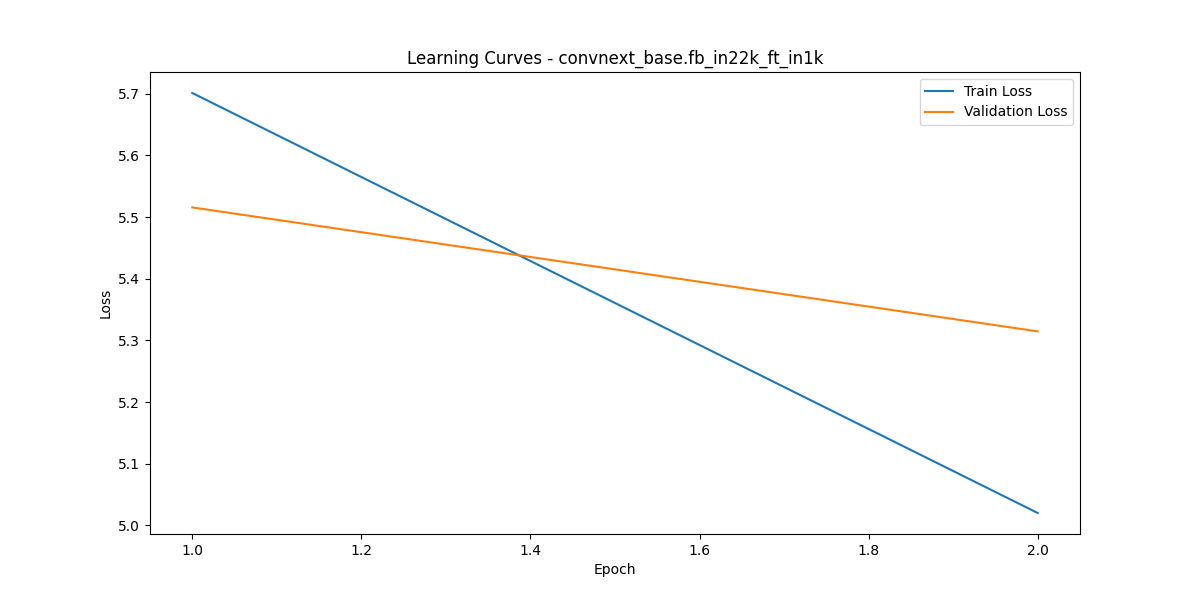 Learning Curves - convnext_base.fb_in22k_ft_in1k
Train Loss
Validation Loss
5.7
5.6
5.5
5.4
5.3
5.2
5.1
5.0
Loss
1.0 1.2 1.4 1.6 1.8 2.0
Epoch